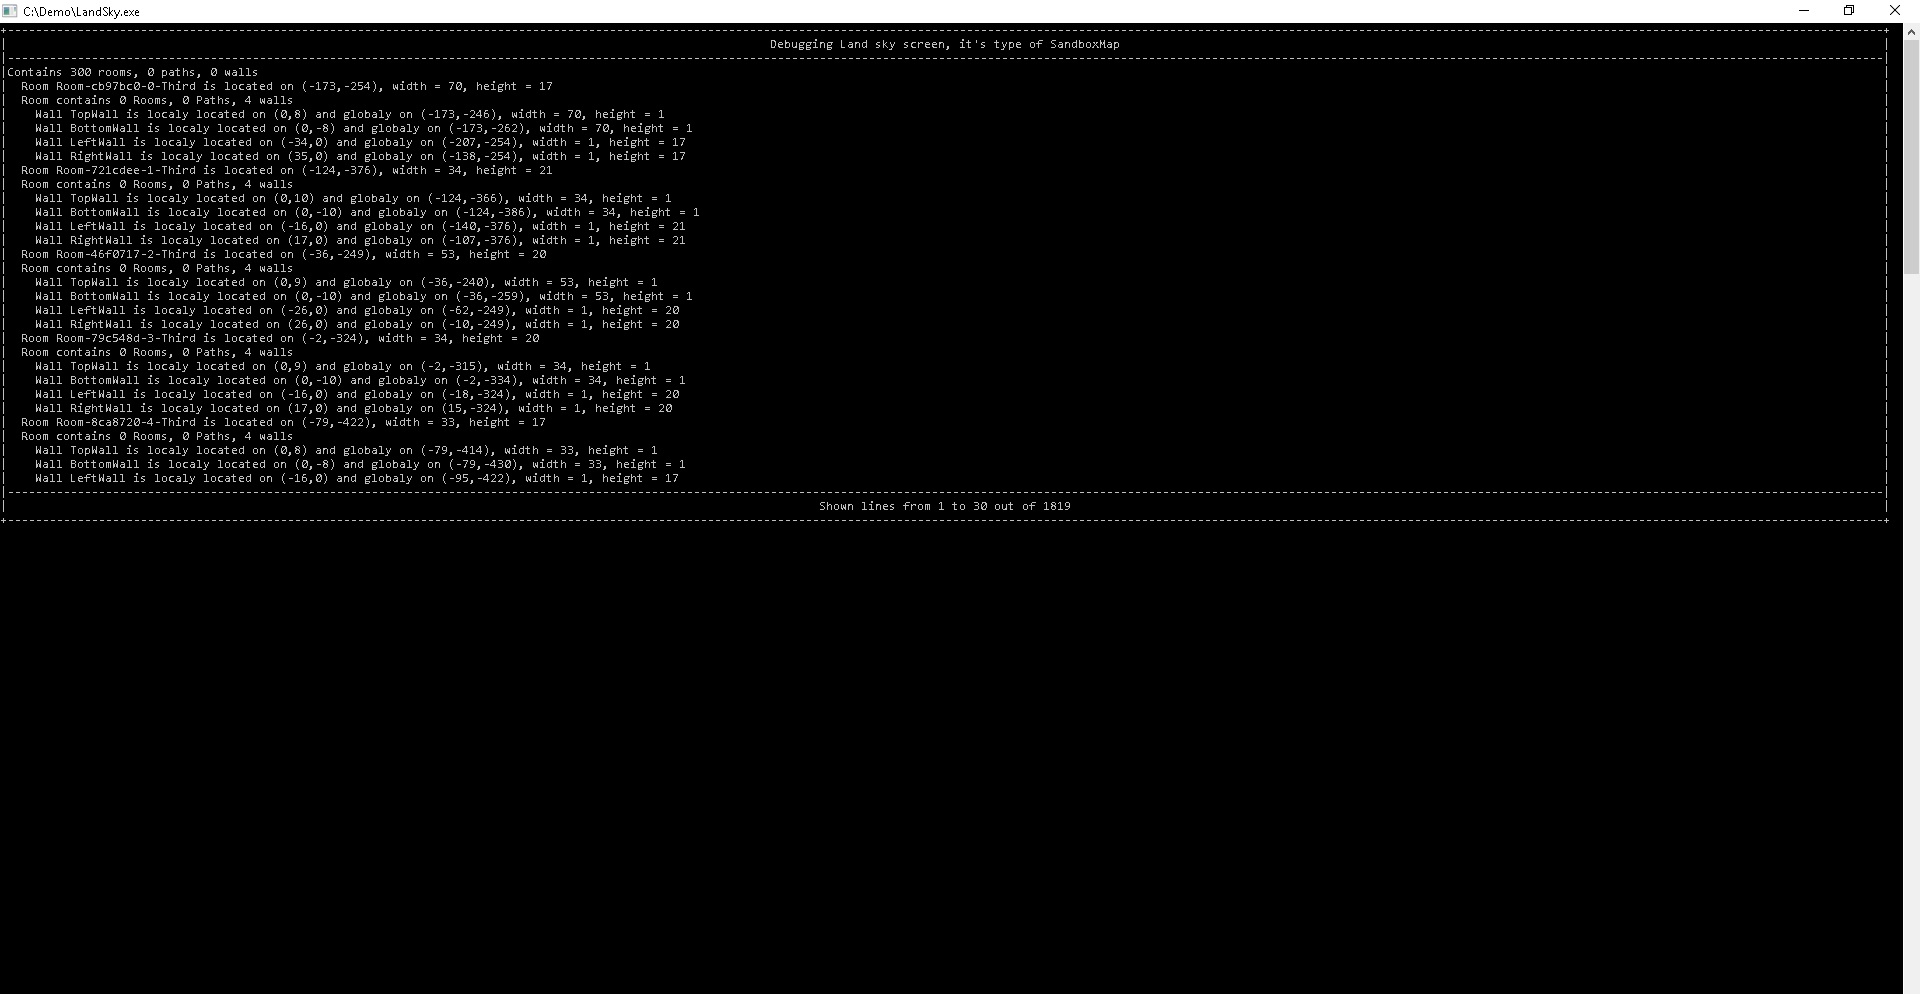 C:\Demo\LandSky.exe
Debugging Land sky screen, it's type of SandboxMap
Contains 300 rooms, 0 paths, 0 walls
Room Room-cb97bc0-0-Third is located on (-173,-254), width = 70, height = 17
Room contains 0 Rooms, 0 Paths, 4 walls
Wall TopWall is localy located on (0,8) and globaly on (-173,-246), width = 70, height = 1
Wall BottomWall is localy located on (0,-8) and globaly on (-173,-262), width = 70, height = 1
Wall LeftWall is localy located on (-34,0) and globaly on (-207,-254), width = 1, height = 17
Wall RightWall is localy located on (35,0) and globaly on (-138,-254), width = 1, height = 17
Room Room-721cdee-1-Third is located on (-124,-376), width = 34, height = 21
Room contains 0 Rooms, 0 Paths, 4 walls
Wall TopWall is localy located on (0,10) and globaly on (-124,-366), width = 34, height = 1
Wall BottomWall is localy located on (0,-10) and globaly on (-124,-386), width = 34, height = 1
Wall LeftWall is localy located on (-16,0) and globaly on (-140,-376), width = 1, height = 21
Wall RightWall is localy located on (17,0) and globaly on (-107,-376), width = 1, height = 21
Room Room-46f0717-2-Third is located on (-36,-249), width = 53, height = 20
Room contains 0 Rooms, 0 Paths, 4 walls
Wall TopWall is localy located on (0,9) and globaly on (-36,-240), width = 53, height = 1
Wall BottomWall is localy located on (0,-10) and globaly on (-36,-259), width = 53, height = 1
Wall LeftWall is localy located on (-26,0) and globaly on (-62,-249), width = 1, height = 20
Wall RightWall is localy located on (26,0) and globaly on (-10,-249), width = 1, height = 20
Room Room-79c548d-3-Third is located on (-2,-324), width = 34, height = 20
Room contains 0 Rooms, 0 Paths, 4 walls
Wall TopWall is localy located on (0,9) and globaly on (-2,-315), width = 34, height = 1
Wall BottomWall is localy located on (0,-10) and globaly on (-2,-334), width = 34, height = 1
Wall LeftWall is localy located on (-16,0) and globaly on (-18,-324), width = 1, height = 20
Wall RightWall is localy located on (17,0) and globaly on (15,-324), width = 1, height = 20
Room Room-8ca8720-4-Third is located on (-79,-422), width = 33, height = 17
Room contains 0 Rooms, 0 Paths, 4 walls
Wall TopWall is localy located on (0,8) and globaly on (-79,-414), width = 33, height = 1
Wall BottomWall is localy located on (0,-8) and globaly on (-79,-430), width = 33, height = 1
Wall LeftWall is localy located on (-16,0) and globaly on (-95,-422), width = 1, height = 17
Shown lines from 1 to 30 out of 1819